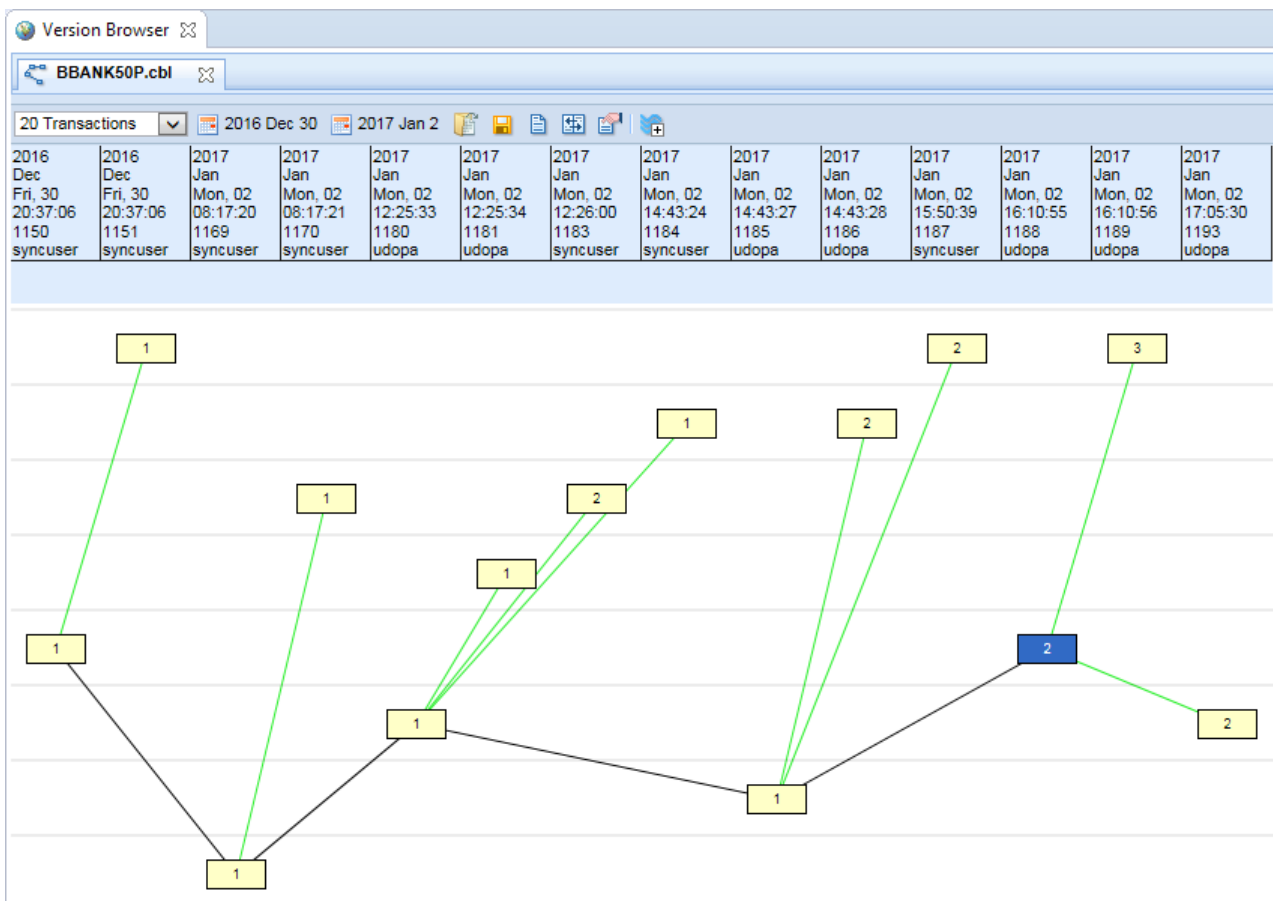 Version Browser
BBANK50P.cbl
20 Transactions 2016 Dec 30 2017 Jan 2
2016 2016 2017 2017 2017 2017 2017 2017 2017 2017 2017 2017 2017 2017
Dec Dec Jan Jan Jan Jan Jan Jan Jan Jan Jan Jan Jan Jan
Fri, 30 Fri, 30 Mon, 02 Mon, 02 Mon, 02 Mon, 02 Mon, 02 Mon, 02 Mon, 02 Mon, 02 Mon, 02 Mon, 02 Mon, 02 Mon, 02
20:37:06 20:37:06 08:17:20 08:17:21 12:25:33 12:25:34 12:26:00 14:43:24 14:43:27 14:43:28 15:50:39 16:10:55 16:10:56 17:05:30
1150 1151 1169 1170 1180 1181 1183 1184 1185 1186 1187 1188 1189 1193
syncuser syncuser syncuser syncuser udopa udopa syncuser syncuser udopa udopa syncuser udopa udopa udopa
1 2 3
1 2
1 2
1
1 2
1 2
1
1